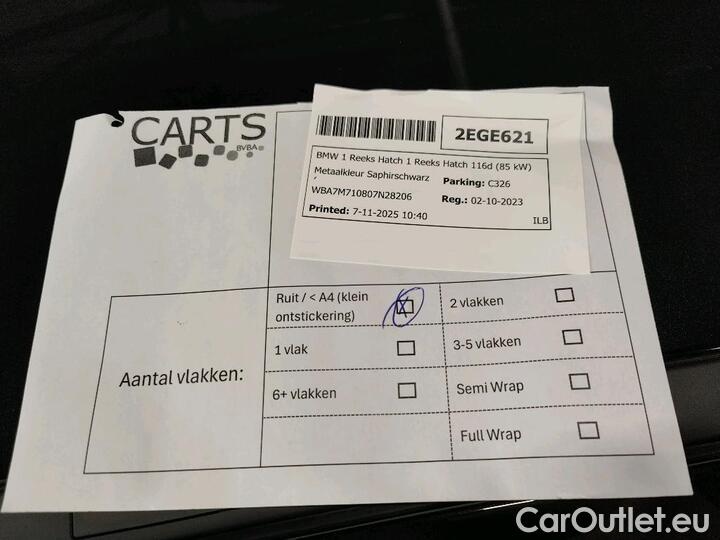 CARTS
BVBA
2EGE621
BMW 1 Reeks Hatch 1 Reeks Hatch 116d (85 kW)
Metaalkleur Saphirschwarz Parking: C326
WBA7M710807N28206 Reg.: 02-10-2023
Printed: 7-11-2025 10:40 ILB
Aantal vlakken:
Ruit / < A4 (klein
ontstickering)
2 vlakken
1 vlak
3-5 vlakken
6+ vlakken
Semi Wrap
Full Wrap
CarOutlet.eu